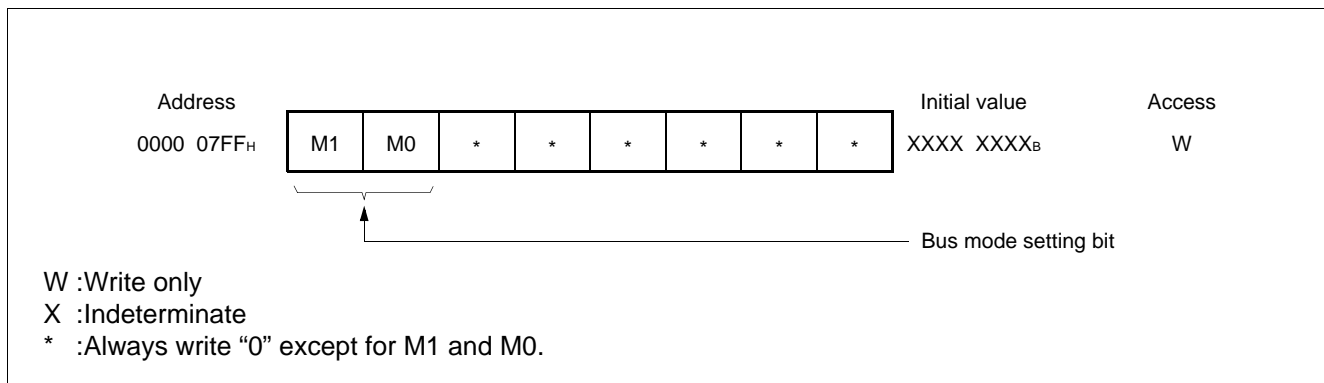 Address Initial value Access
0000 07FFH M1 M0 * * * * * * XXXX XXXXB W
Bus mode setting bit
W :Write only
X :Indeterminate
* :Always write “0” except for M1 and M0.